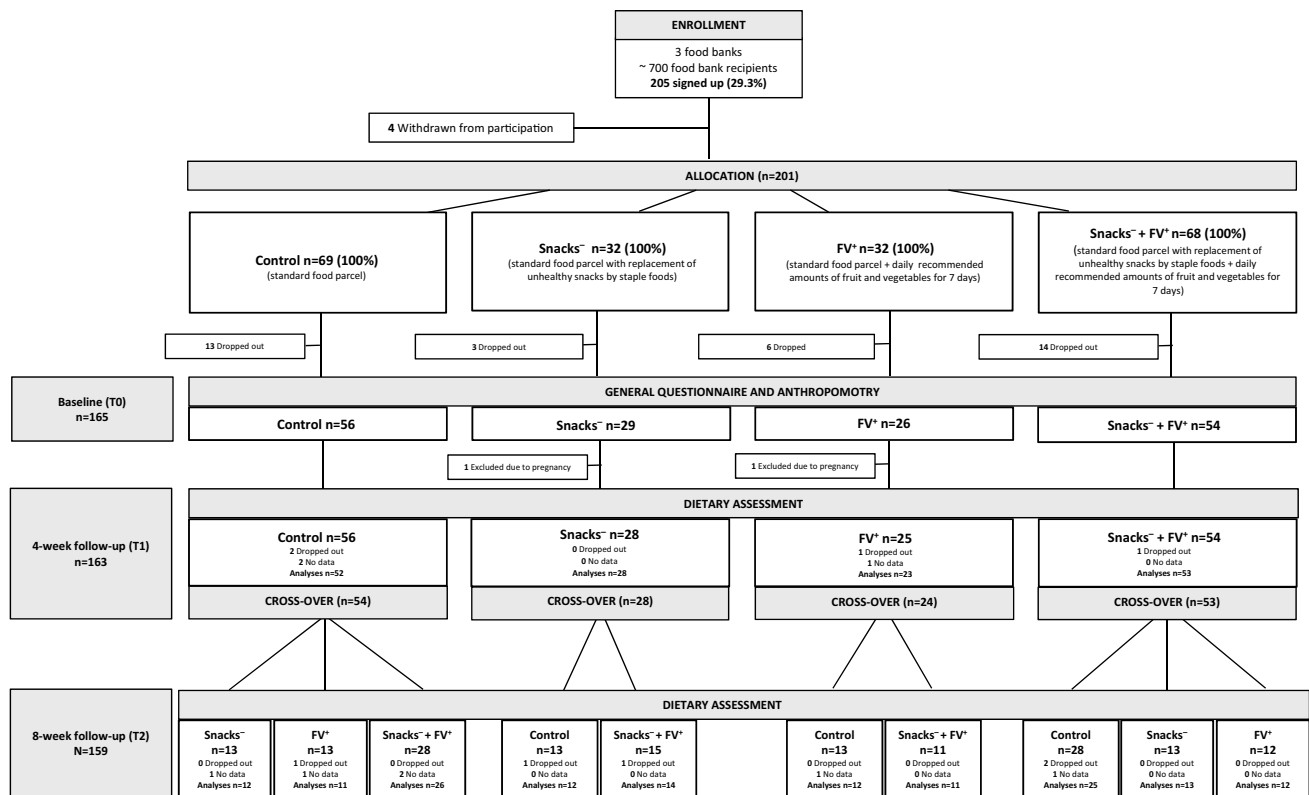 ENROLLMENT
3 food banks
~ 700 food bank recipients
205 signed up (29.3%)
4 Withdrawn from participation
ALLOCATION (n=201)
Control n=69 (100%)
(standard food parcel)
Snacks⁻ n=32 (100%)
(standard food parcel with replacement of
unhealthy snacks by staple foods)
FV⁺ n=32 (100%)
(standard food parcel + daily recommended
amounts of fruit and vegetables for 7 days)
Snacks⁻ + FV⁺ n=68 (100%)
(standard food parcel with replacement of
unhealthy snacks by staple foods + daily
recommended amounts of fruit and vegetables for
7 days)
13 Dropped out
3 Dropped out
6 Dropped
14 Dropped out
Baseline (T0)
n=165
GENERAL QUESTIONNAIRE AND ANTHROPOMOTRY
Control n=56
Snacks⁻ n=29
FV⁺ n=26
Snacks⁻ + FV⁺ n=54
1 Excluded due to pregnancy
1 Excluded due to pregnancy
4-week follow-up (T1)
n=163
DIETARY ASSESSMENT
Control n=56
2 Dropped out
2 No data
Analyses n=52
Snacks⁻ n=28
0 Dropped out
0 No data
Analyses n=28
FV⁺ n=25
1 Dropped out
1 No data
Analyses n=23
Snacks⁻ + FV⁺ n=54
1 Dropped out
0 No data
Analyses n=53
CROSS-OVER (n=54)
CROSS-OVER (n=28)
CROSS-OVER (n=24)
CROSS-OVER (n=53)
8-week follow-up (T2)
N=159
DIETARY ASSESSMENT
Snacks⁻
n=13
0 Dropped out
1 No data
Analyses n=12
FV⁺
n=13
1 Dropped out
1 No data
Analyses n=11
Snacks⁻ + FV⁺
n=28
0 Dropped out
2 No data
Analyses n=26
Control
n=13
1 Dropped out
0 No data
Analyses n=12
Snacks⁻ + FV⁺
n=15
1 Dropped out
0 No data
Analyses n=14
Control
n=13
0 Dropped out
1 No data
Analyses n=12
Snacks⁻ + FV⁺
n=11
0 Dropped out
0 No data
Analyses n=11
Control
n=28
2 Dropped out
1 No data
Analyses n=25
Snacks⁻
n=13
0 Dropped out
0 No data
Analyses n=13
FV⁺
n=12
0 Dropped out
0 No data
Analyses n=12